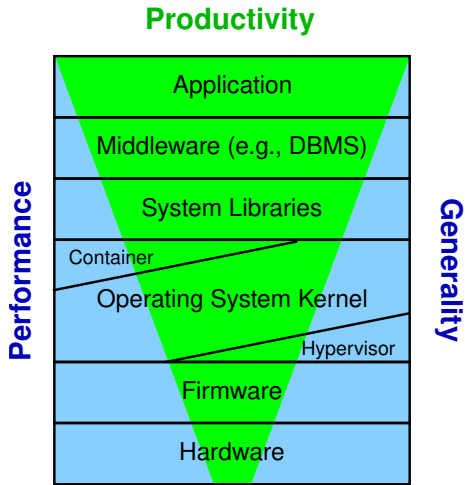 Productivity
Application
Middleware (e.g., DBMS)
System Libraries
Container
Operating System Kernel
Hypervisor
Firmware
Hardware
Performance
Generality